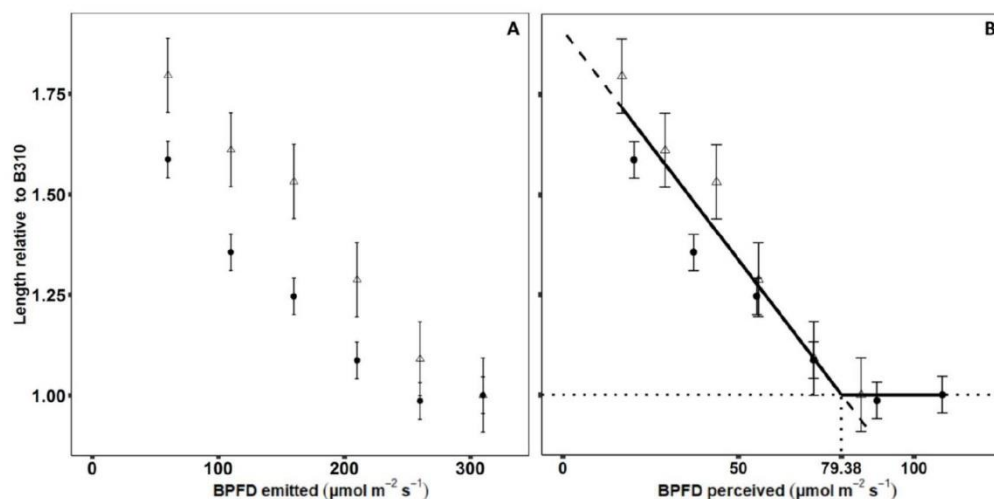 A
B
Length relative to B310
1.75
1.50
1.25
1.00
0
100
200
300
BPFD emitted (µmol m⁻² s⁻¹)
0
50
79.38
100
BPFD perceived (µmol m⁻² s⁻¹)